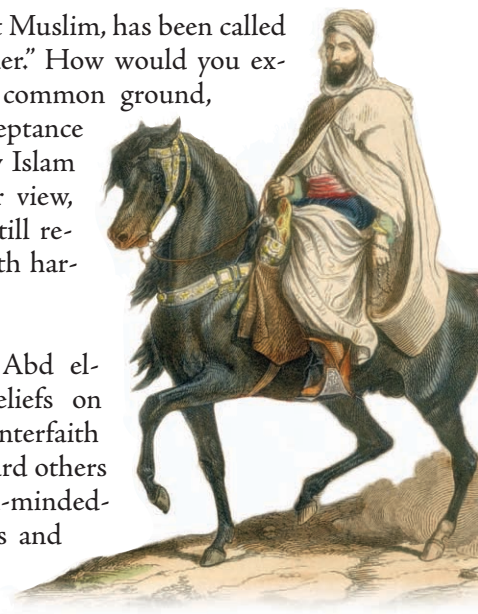 t Muslim, has been called
er.” How would you ex-
common ground,
eptance
y Islam
r view,
till re-
th har-
Abd el-
eliefs on
nterfaith
ard others
-minded-
s and